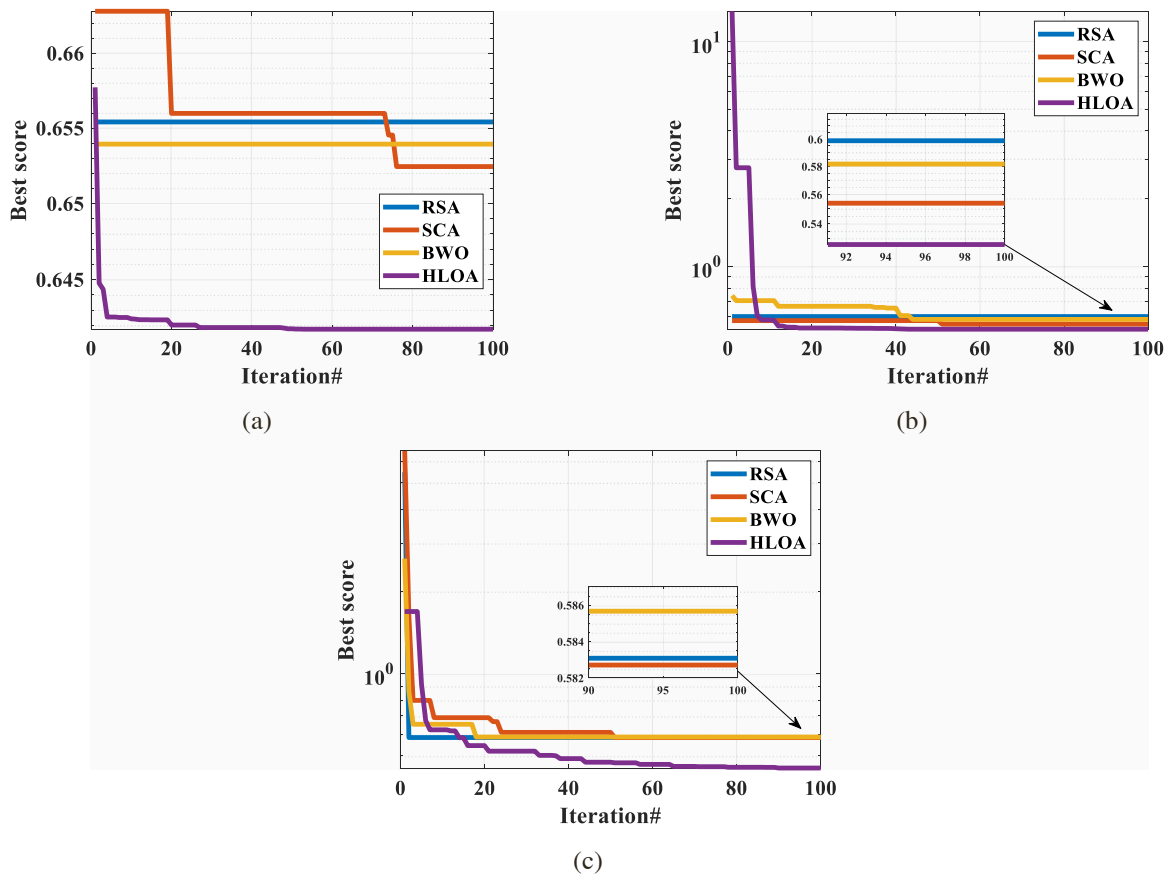 0.66
0.655
0.65
0.645
Best score
RSA
SCA
BWO
HLOA
0 20 40 60 80 100
Iteration#
(a)
10^1
10^0
Best score
RSA
SCA
BWO
HLOA
0.6
0.58
0.56
0.54
92 94 96 98 100
0 20 40 60 80 100
Iteration#
(b)
10^0
Best score
RSA
SCA
BWO
HLOA
0.586
0.584
0.582
90 95 100
0 20 40 60 80 100
Iteration#
(c)